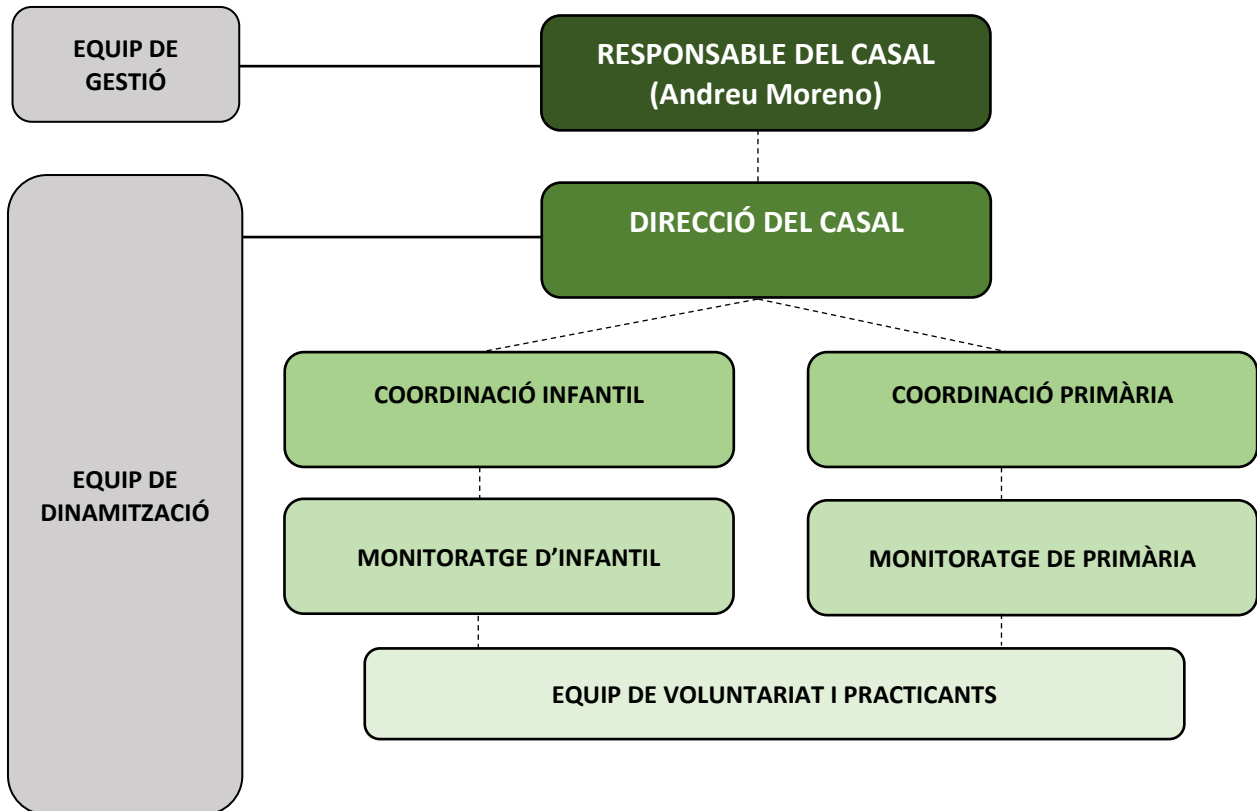 EQUIP DE
GESTIÓ
RESPONSABLE DEL CASAL
(Andreu Moreno)
DIRECCIÓ DEL CASAL
COORDINACIÓ INFANTIL
COORDINACIÓ PRIMÀRIA
EQUIP DE
DINAMITZACIÓ
MONITORATGE D’INFANTIL
MONITORATGE DE PRIMÀRIA
EQUIP DE VOLUNTARIAT I PRACTICANTS